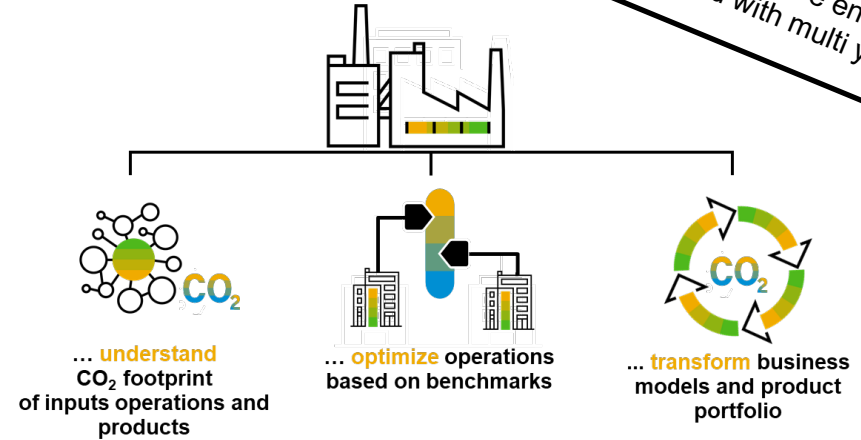 e en
with multi y
CO2
CO2
… understand
CO2 footprint
of inputs operations and
products
… optimize operations
based on benchmarks
... transform business
models and product
portfolio